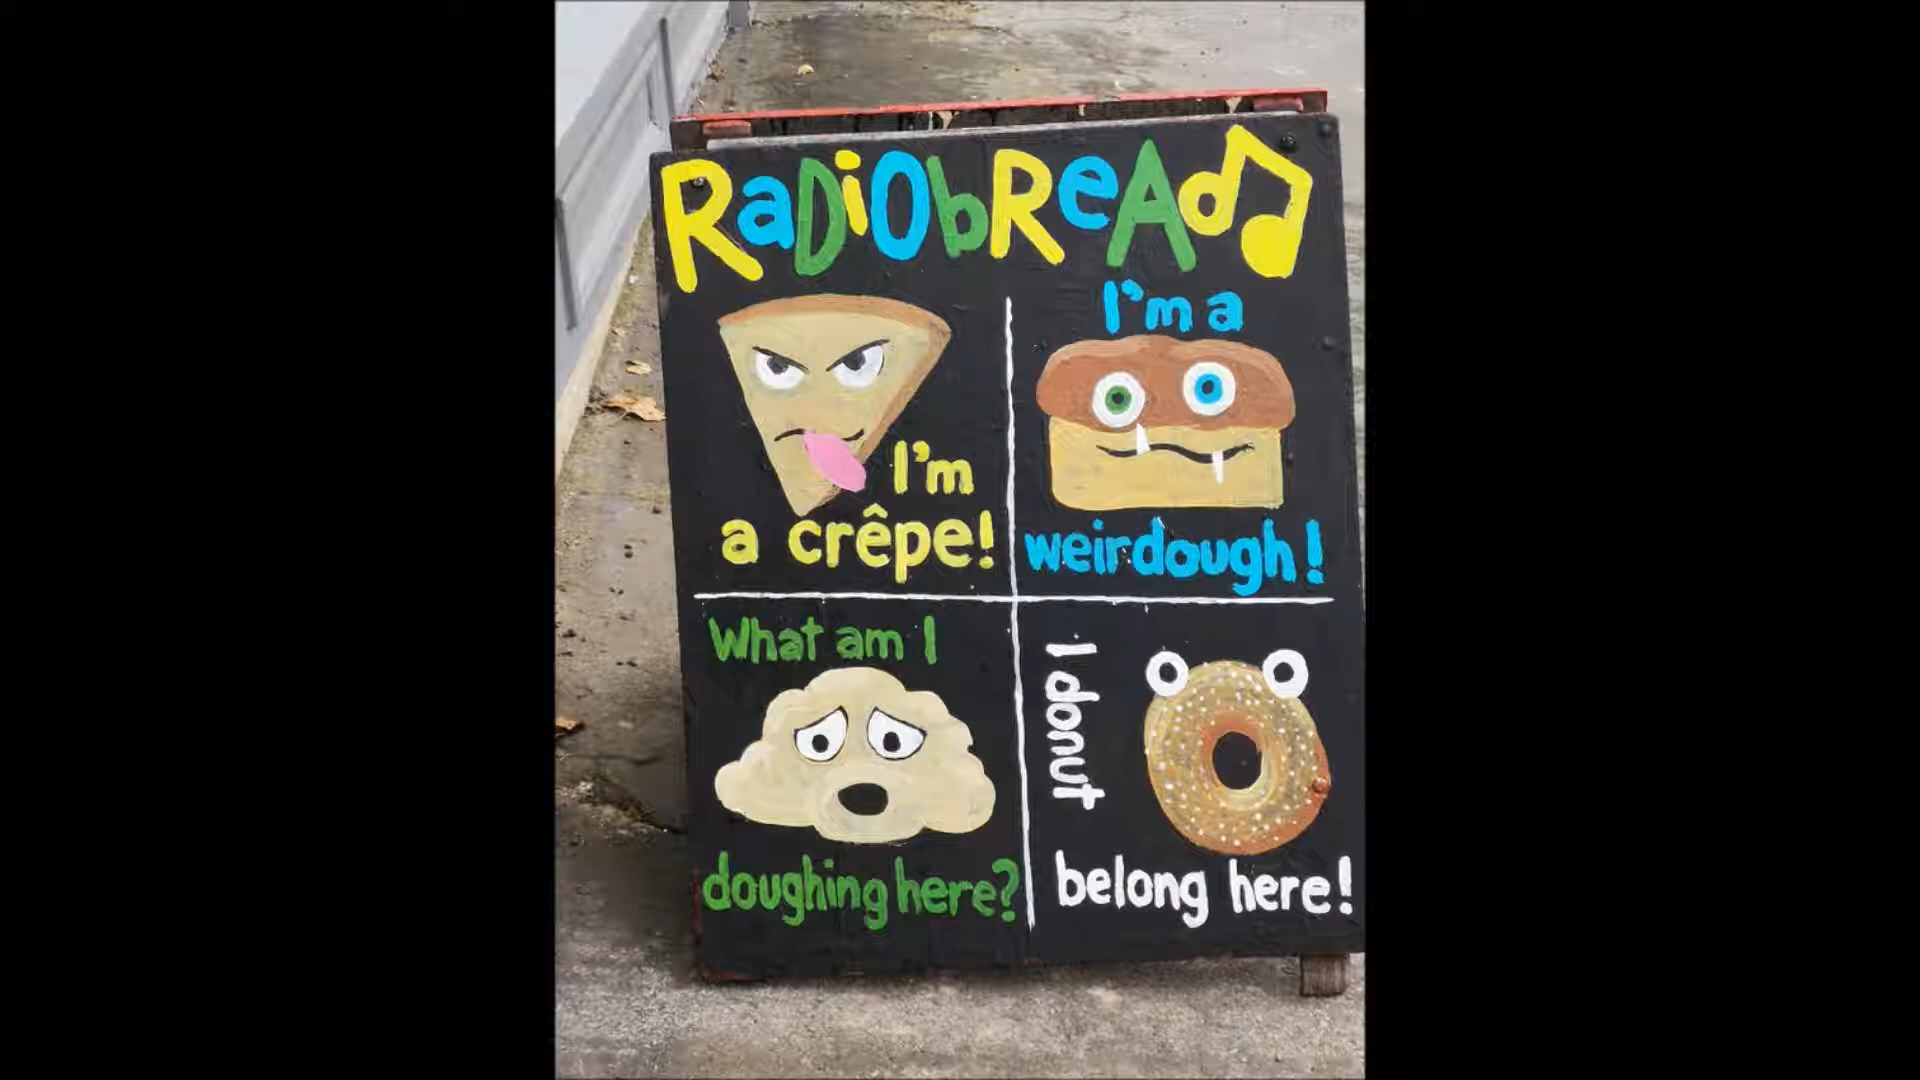 RaDiObReAd
I'm
a crêpe!
I'm a
weirdough!
What am I
doughing here?
I donut
belong here!